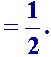 = 1/2.